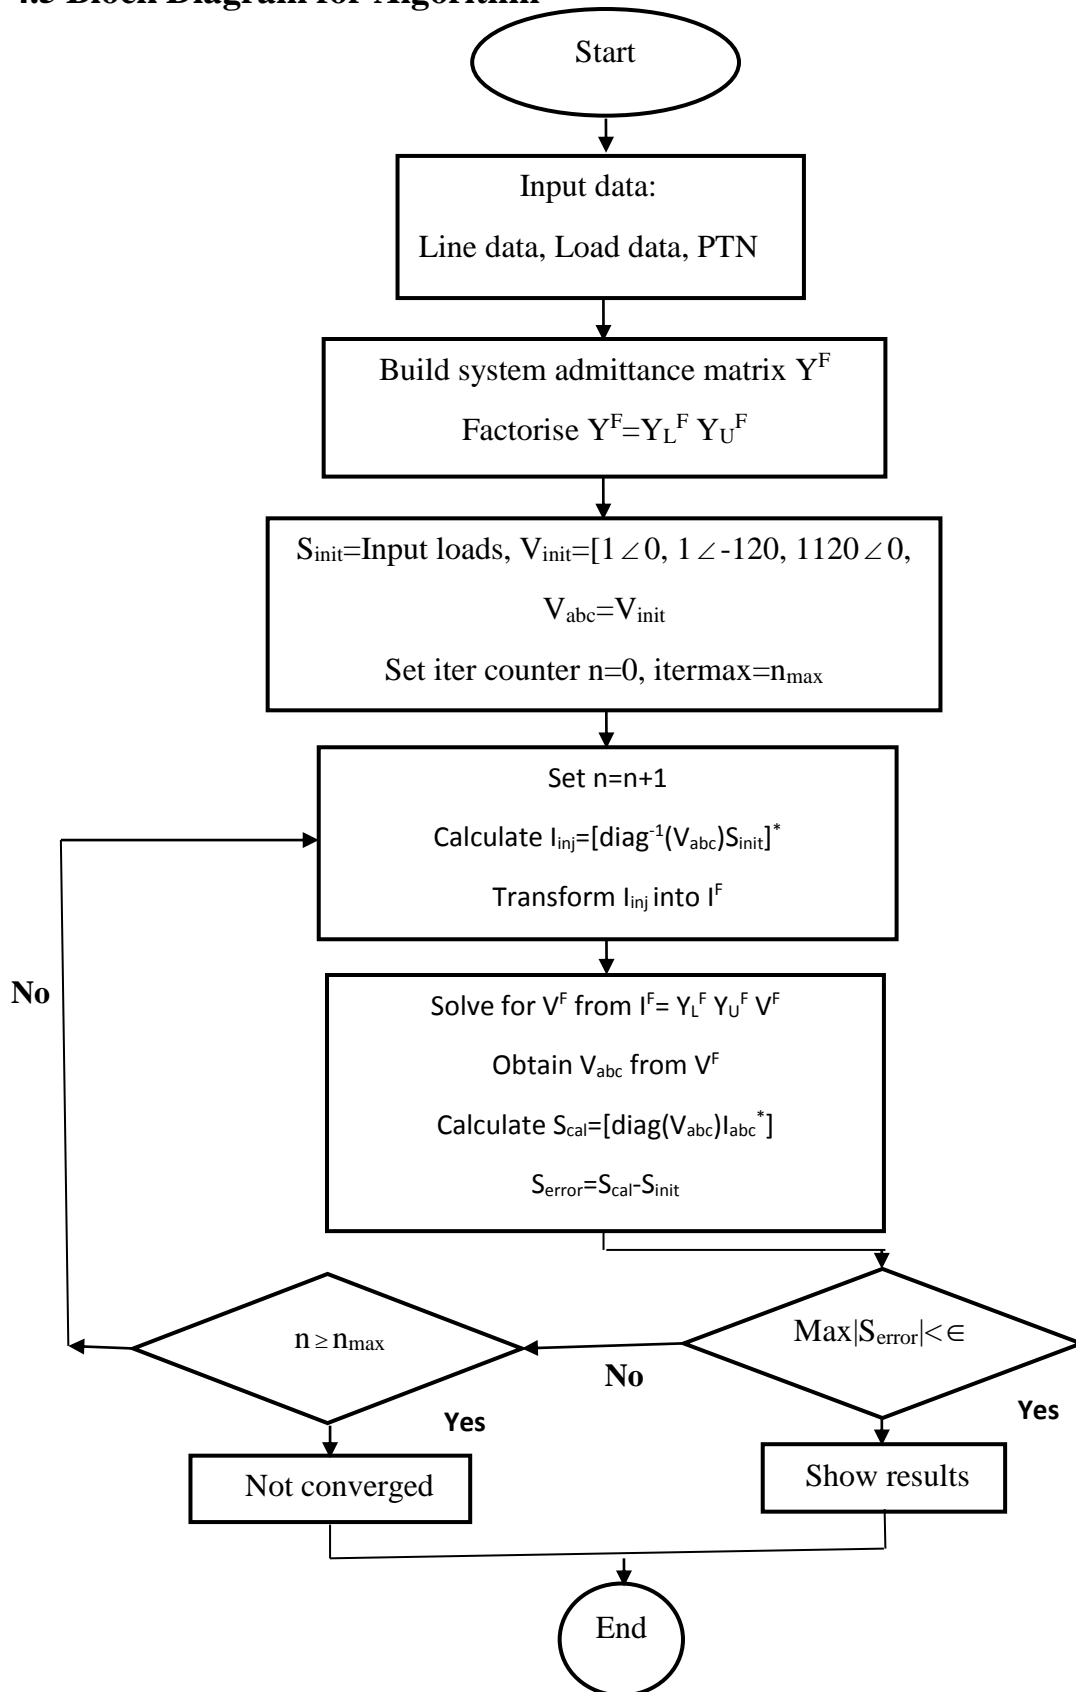 4.3 Block Diagram for Algorithm
Start
Input data:
Line data, Load data, PTN
Build system admittance matrix Y^F
Factorise Y^F=Y_L^F Y_U^F
S_init=Input loads, V_init=[1∠0, 1∠-120, 1120∠0,
V_abc=V_init
Set iter counter n=0, itermax=n_max
Set n=n+1
Calculate I_inj=[diag^-1(V_abc)S_init]^*
Transform I_inj into I^F
No
Solve for V^F from I^F= Y_L^F Y_U^F V^F
Obtain V_abc from V^F
Calculate S_cal=[diag(V_abc)I_abc^*]
S_error=S_cal-S_init
n≥n_max
Max|S_error|<∈
No
Yes
Yes
Not converged
Show results
End